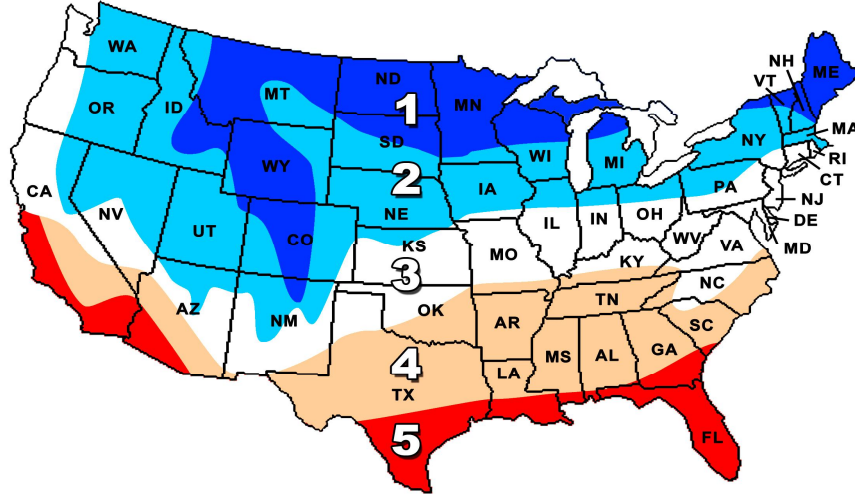 WA
ND
ME
NH
VT
MT
1
MN
OR
ID
MA
SD
NY
WI
MI
RI
WY
2
CT
IA
PA
CA
NJ
NV
NE
DE
IL
IN
OH
MD
UT
CO
KS
WV
VA
MO
3
KY
NC
AZ
NM
OK
TN
AR
SC
4
MS
AL
GA
LA
TX
5
FL